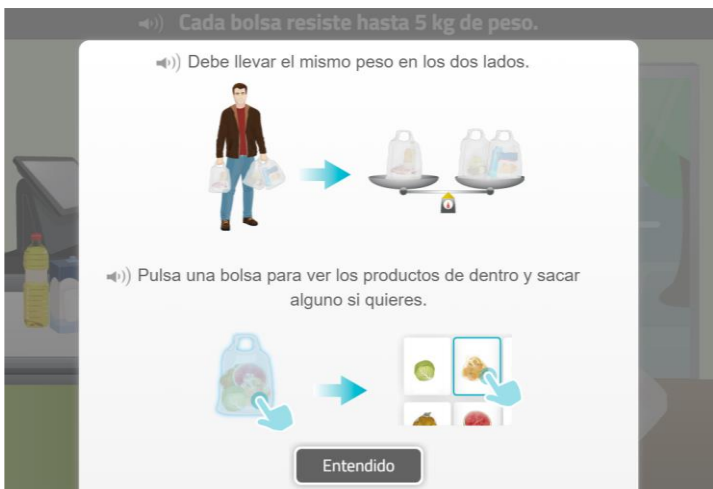 Cada bolsa resiste hasta 5 kg de peso.
Debe llevar el mismo peso en los dos lados.
Pulsa una bolsa para ver los productos de dentro y sacar
alguno si quieres.
Entendido